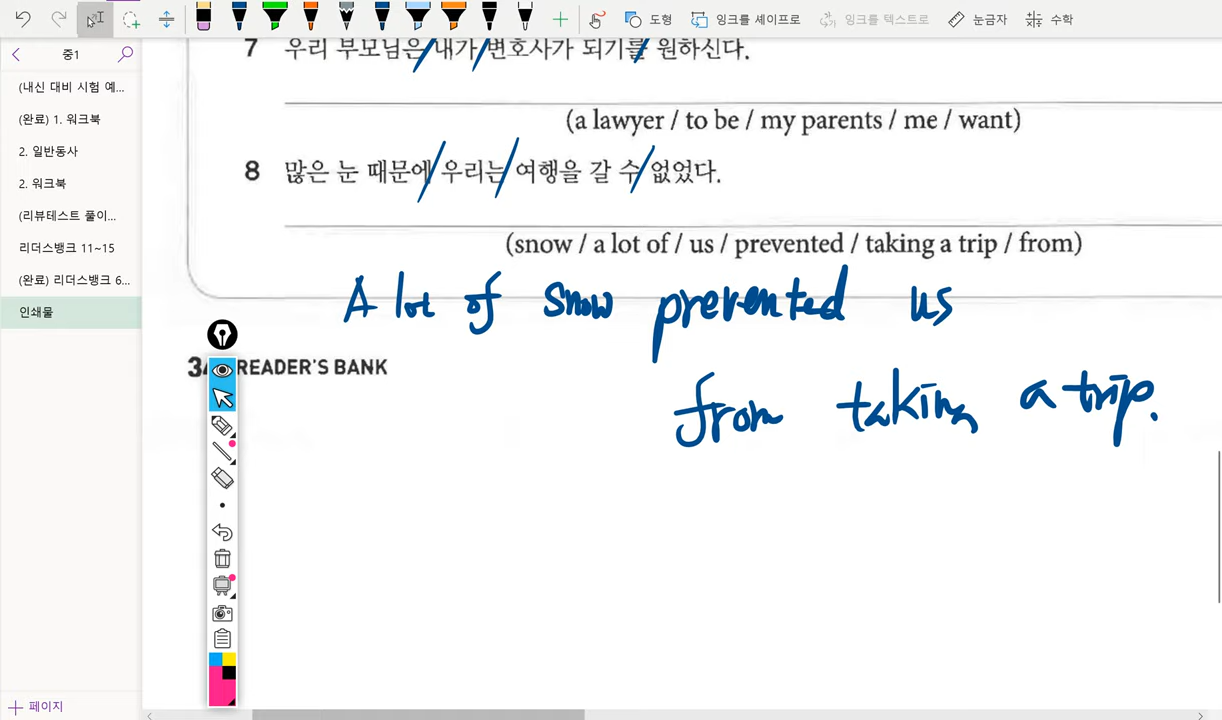 도형
잉크를 셰이프로
잉크를 텍스트로
눈금자
수학
중1
(내신 대비 시험 예...
(완료) 1. 워크북
2. 일반동사
2. 워크북
(리뷰테스트 풀이...
리더스뱅크 11~15
(완료) 리더스뱅크 6...
인쇄물
페이지
7 우리 부모님은/내가/변호사가 되기를/원하신다.
(a lawyer / to be / my parents / me / want)
8 많은 눈 때문에/우리는/여행을 갈 수/없었다.
(snow / a lot of / us / prevented / taking a trip / from)
A lot of snow prevented us
from taking a trip.
READER'S BANK